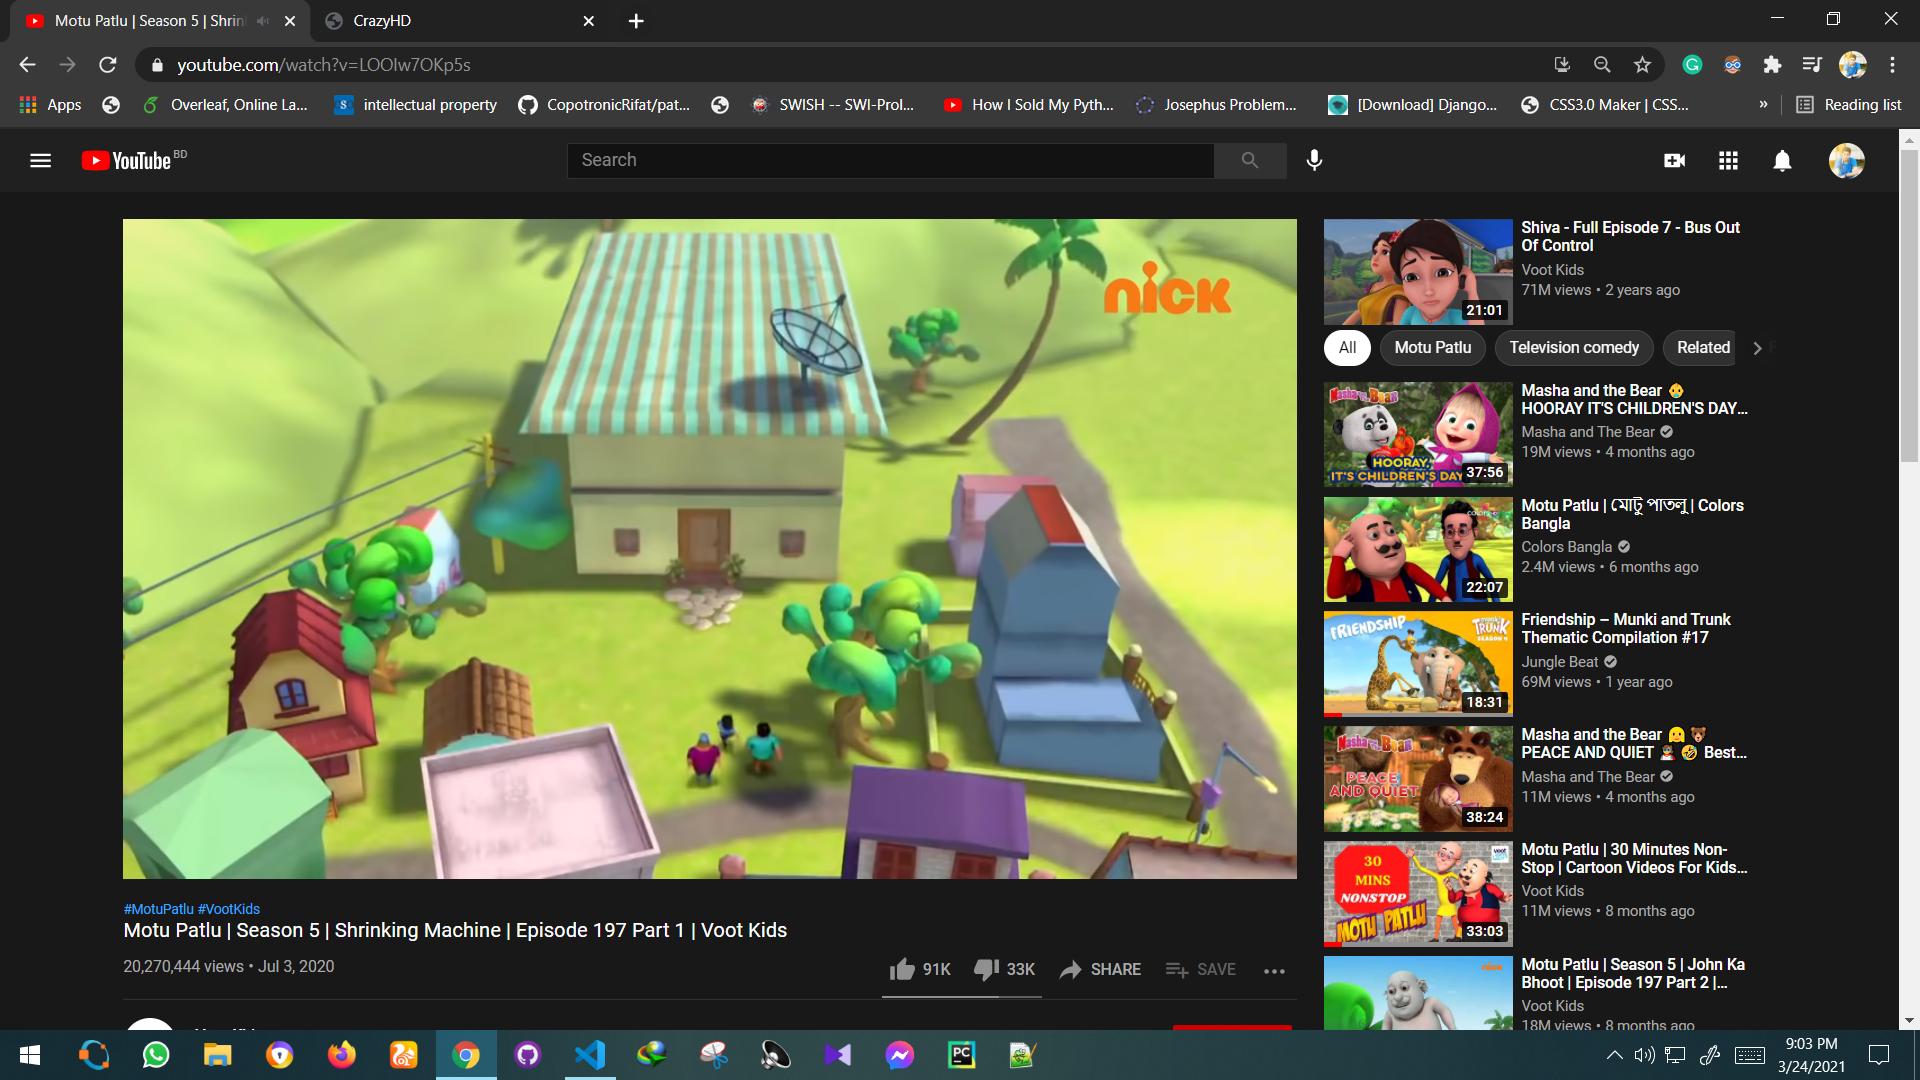 Motu Patlu | Season 5 | Shrin
CrazyHD
youtube.com/watch?v=LOOIw7OKp5s
Apps
Overleaf, Online La...
intellectual property
CopotronicRifat/pat...
SWISH -- SWI-Prol...
How I Sold My Pyth...
Josephus Problem...
[Download] Django...
CSS3.0 Maker | CSS...
»
Reading list
YouTube BD
Search
nick
Shiva - Full Episode 7 - Bus Out
Of Control
Voot Kids
71M views • 2 years ago
21:01
All
Motu Patlu
Television comedy
Related
Masha and the Bear 👶
HOORAY IT'S CHILDREN'S DAY...
Masha and The Bear
19M views • 4 months ago
Masha and the Bear
HOORAY,
IT'S CHILDREN'S DAY
37:56
Motu Patlu | মোটু পাতলু | Colors
Bangla
Colors Bangla
2.4M views • 6 months ago
22:07
Friendship – Munki and Trunk
Thematic Compilation #17
Jungle Beat
69M views • 1 year ago
FRIENDSHIP
TRUNK
18:31
Masha and the Bear 👱‍♀️🐻
PEACE AND QUIET 🤣 Best...
Masha and The Bear
11M views • 4 months ago
Masha and the Bear
PEACE
AND QUIET
38:24
Motu Patlu | 30 Minutes Non-
Stop | Cartoon Videos For Kids...
Voot Kids
11M views • 8 months ago
30
MINS
NONSTOP
MOTU PATLU
33:03
Motu Patlu | Season 5 | John Ka
Bhoot | Episode 197 Part 2 |...
Voot Kids
18M views • 8 months ago
nick
#MotuPatlu #VootKids
Motu Patlu | Season 5 | Shrinking Machine | Episode 197 Part 1 | Voot Kids
20,270,444 views • Jul 3, 2020
91K
33K
SHARE
SAVE
9:03 PM
3/24/2021